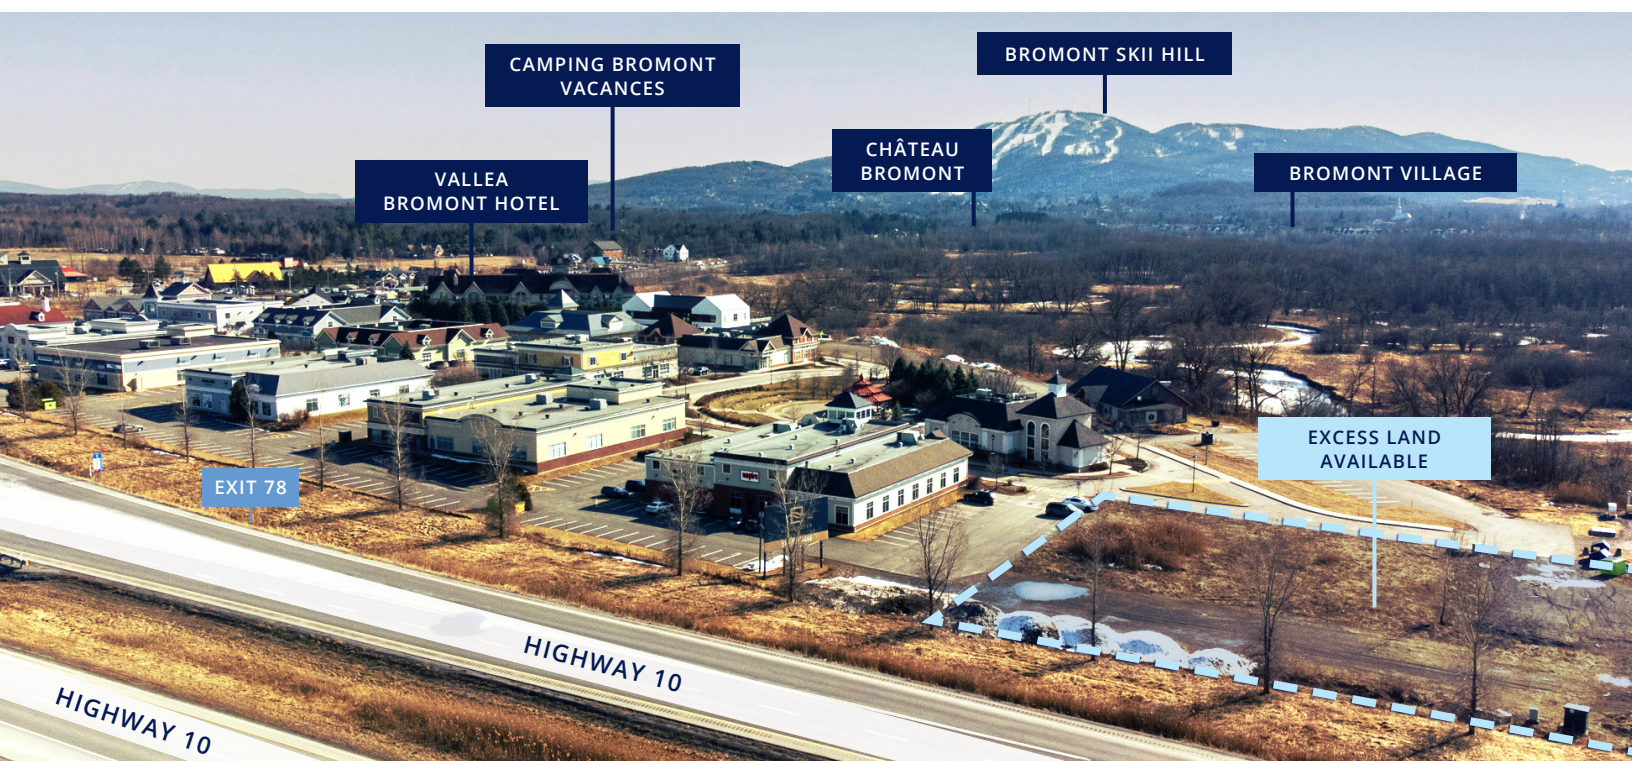 BROMONT SKII HILL
CAMPING BROMONT
VACANCES
CHÂTEAU
BROMONT
BROMONT VILLAGE
VALLEA
BROMONT HOTEL
EXCESS LAND
AVAILABLE
EXIT 78
HIGHWAY 10
HIGHWAY 10